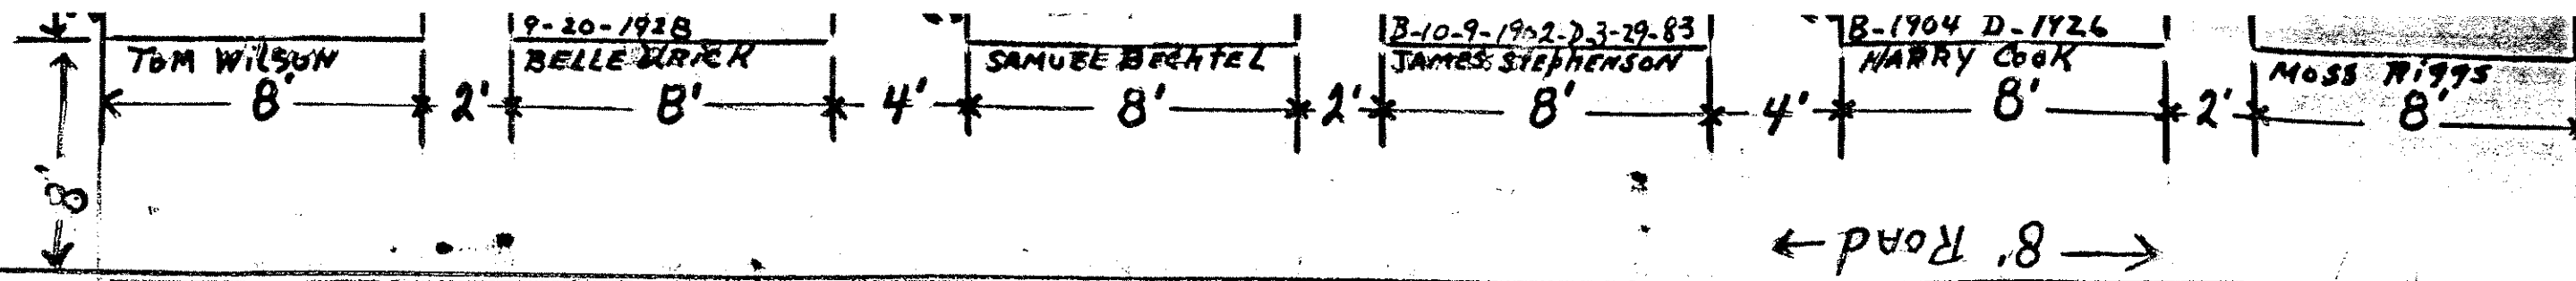 9-20-1928
B-10-9-1902-D-3-29-83
B-1904 D-1926
TOM WILSON
BELLE URICK
SAMUEL BECHTEL
JAMES STEPHENSON
HARRY COOK
MOSS RIGGS
8' 2' 8' 4' 8' 2' 8' 4' 8' 2' 8'
8'
8' ROAD